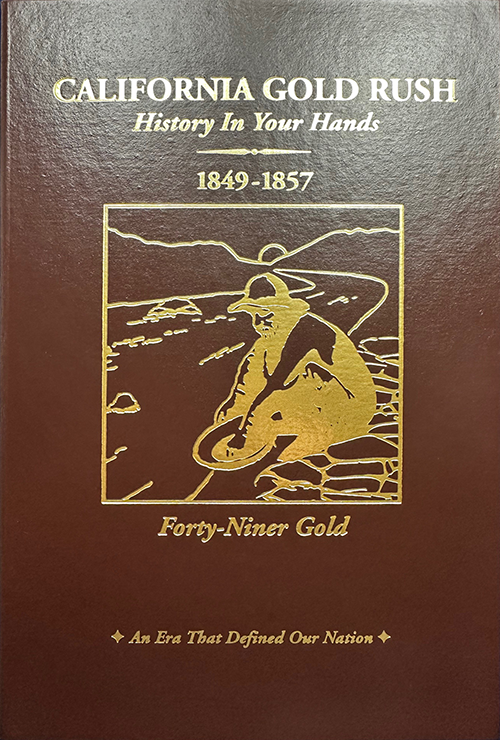 CALIFORNIA GOLD RUSH
History In Your Hands
1849-1857
Forty-Niner Gold
An Era That Defined Our Nation